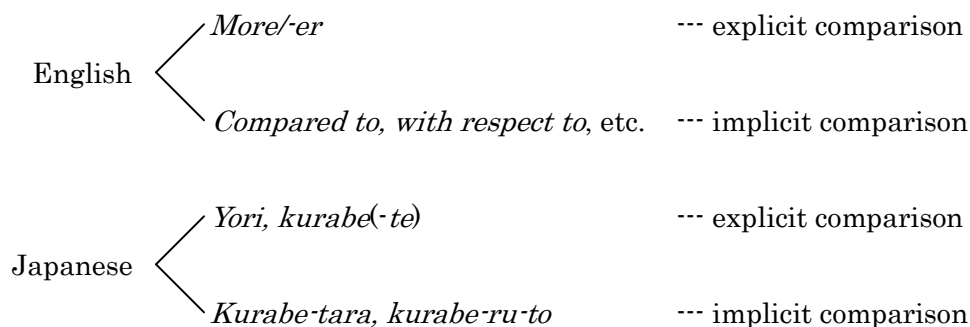 More/-er --- explicit comparison
English
Compared to, with respect to, etc. --- implicit comparison
Yori, kurabe(-te) --- explicit comparison
Japanese
Kurabe-tara, kurabe-ru-to --- implicit comparison